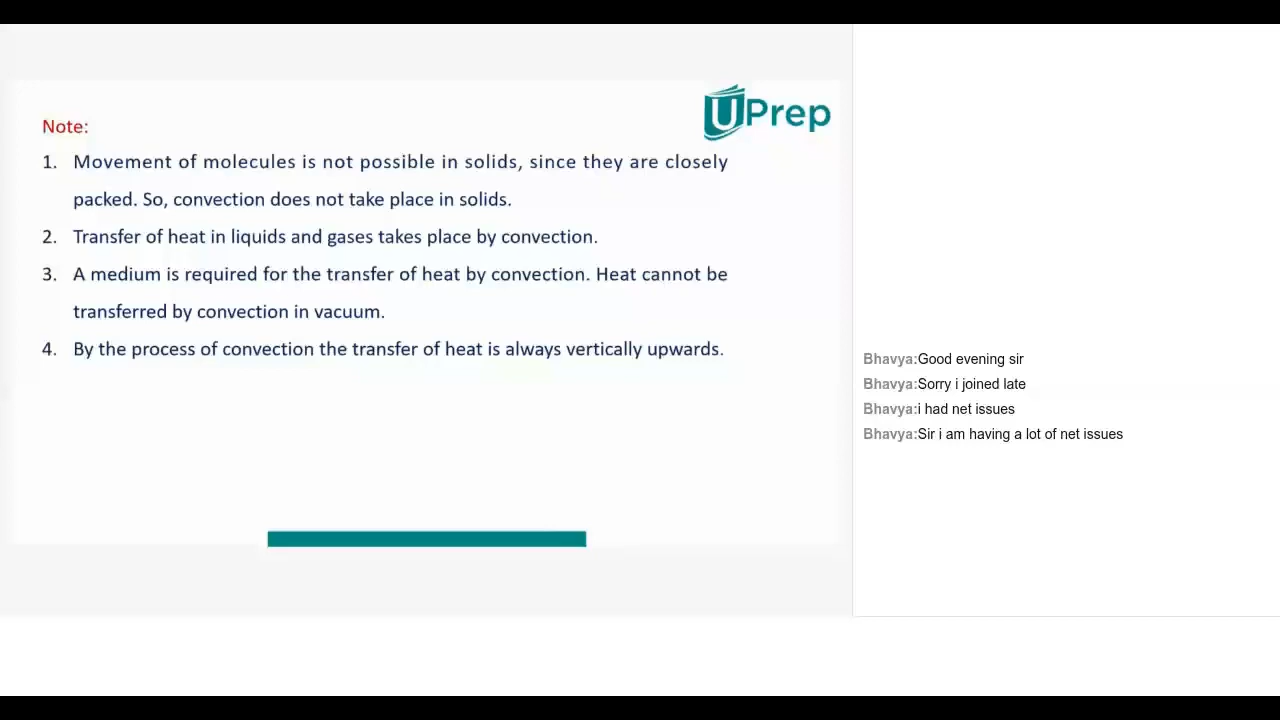 UPrep
Note:
1. Movement of molecules is not possible in solids, since they are closely
packed. So, convection does not take place in solids.
2. Transfer of heat in liquids and gases takes place by convection.
3. A medium is required for the transfer of heat by convection. Heat cannot be
transferred by convection in vacuum.
4. By the process of convection the transfer of heat is always vertically upwards.
Bhavya:Good evening sir
Bhavya:Sorry i joined late
Bhavya:i had net issues
Bhavya:Sir i am having a lot of net issues